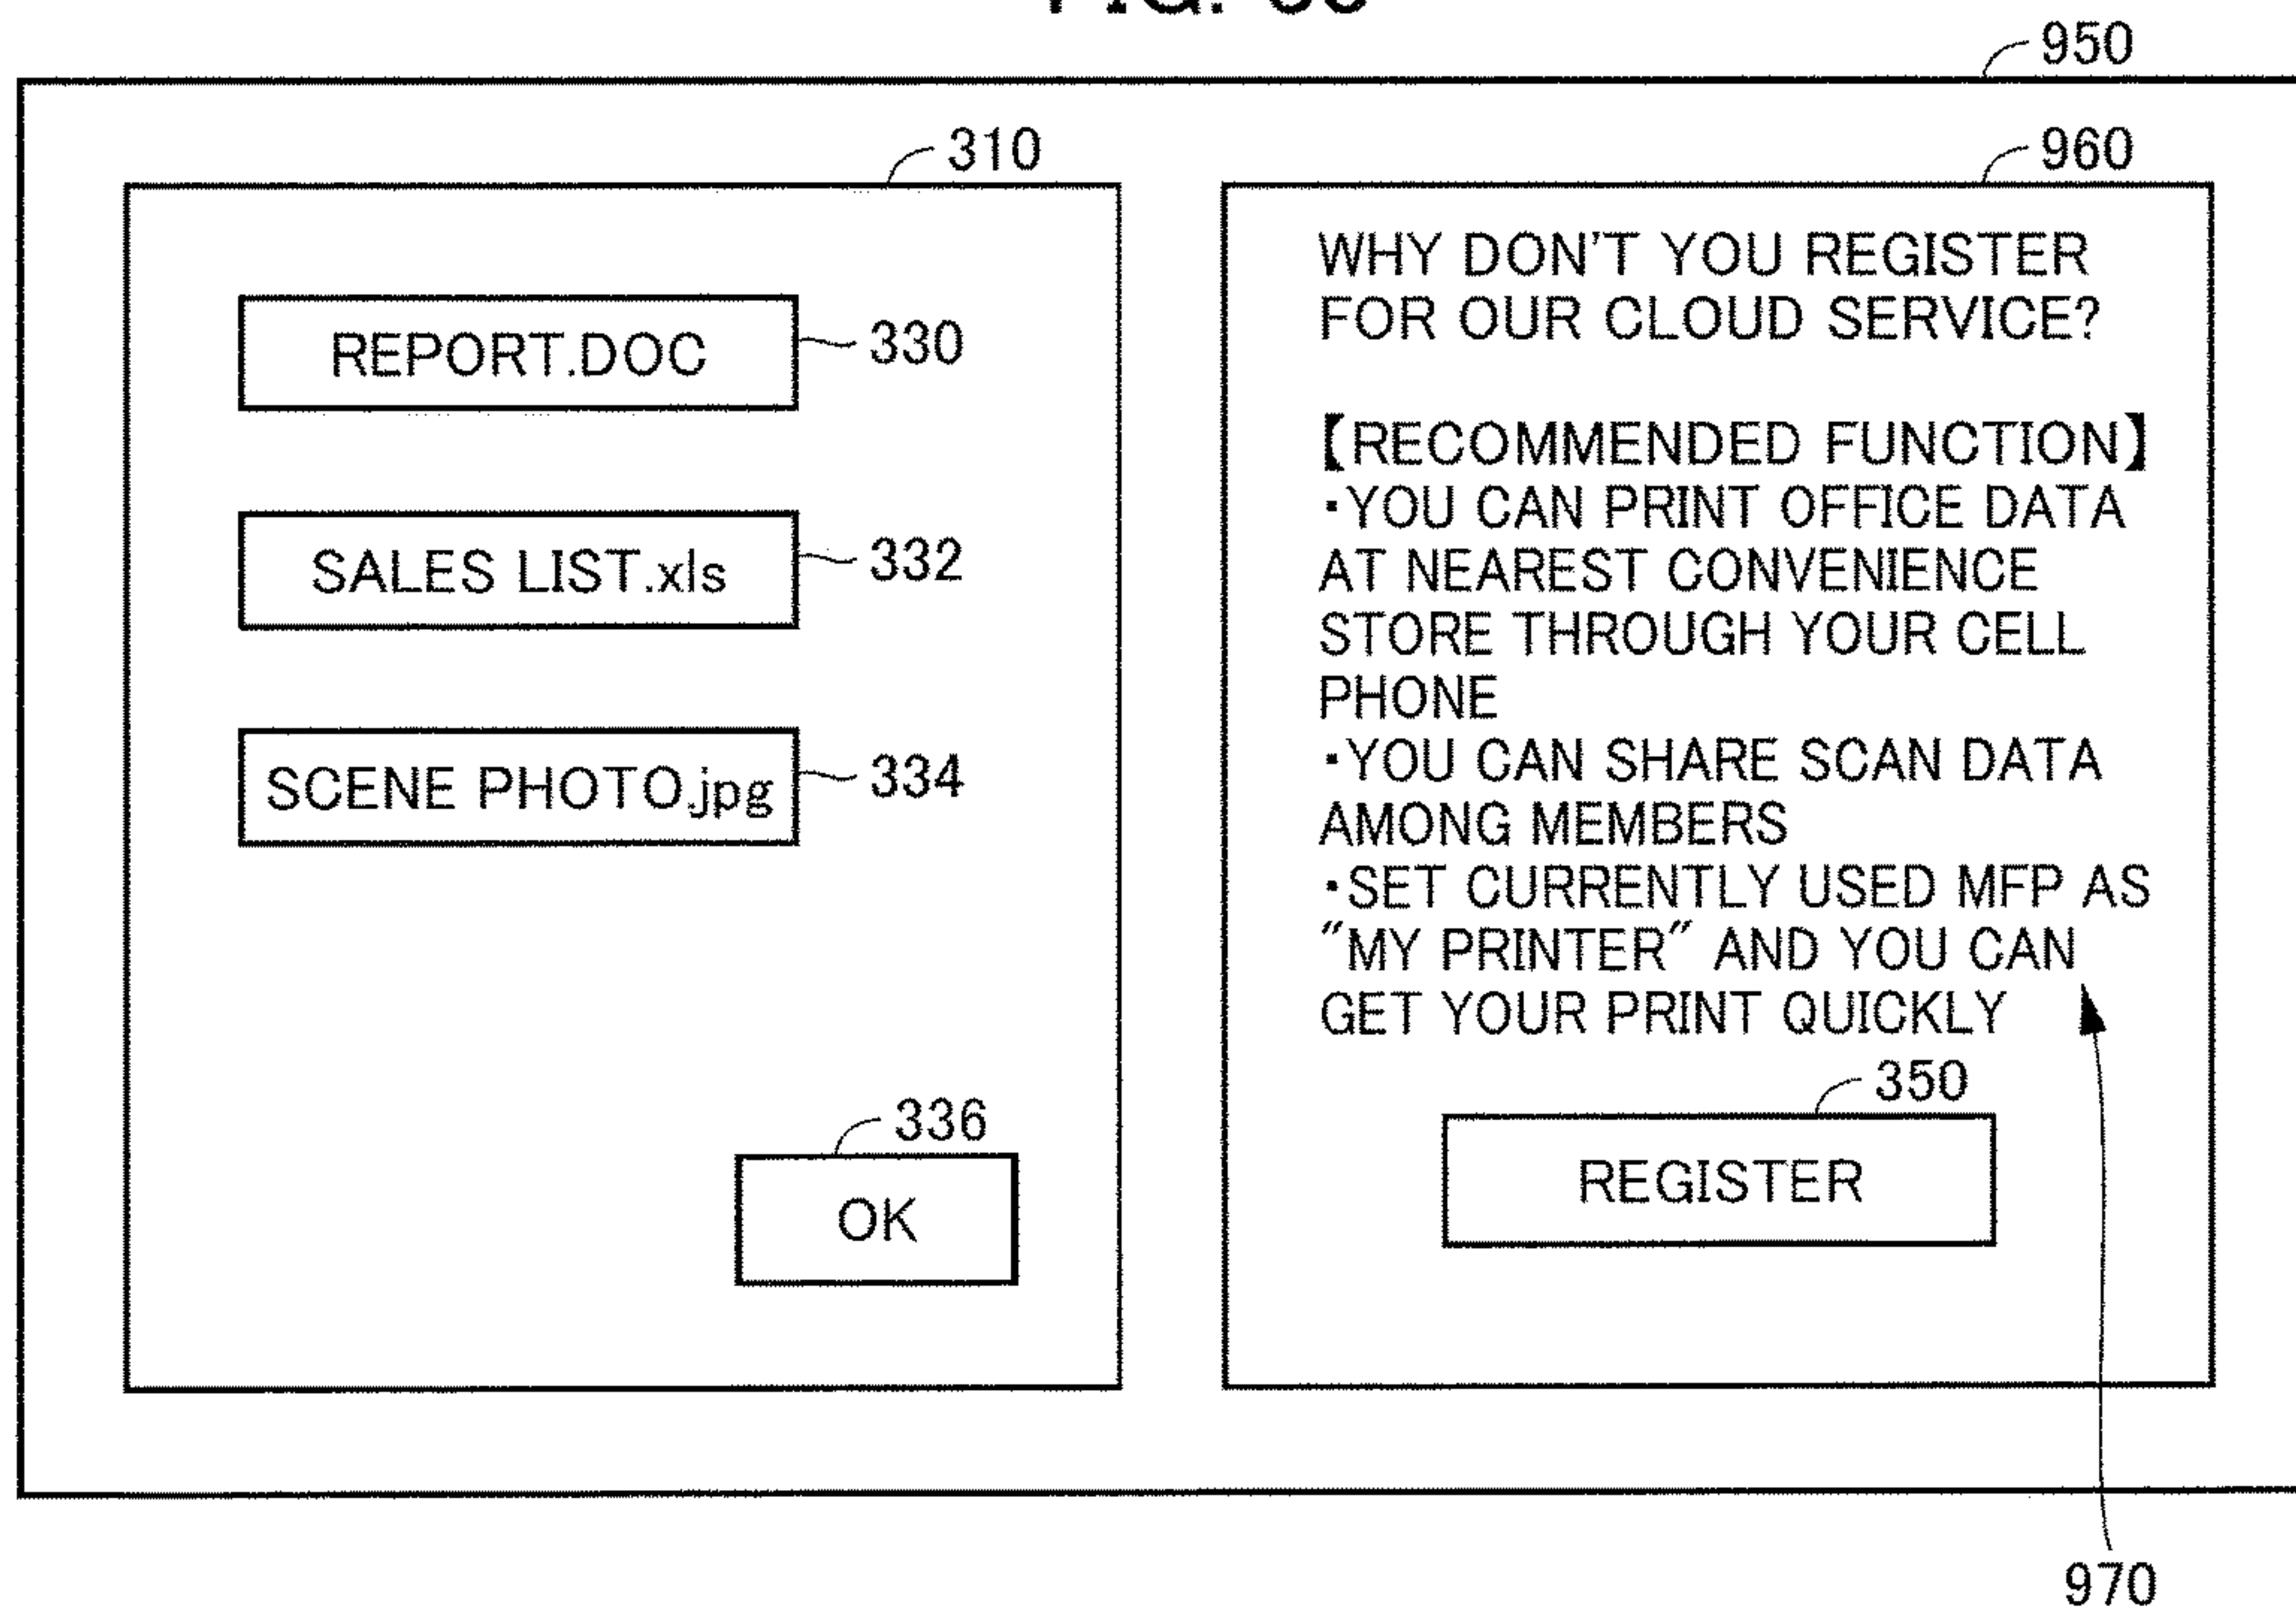 950
310
REPORT.DOC
330
SALES LIST.xls
332
SCENE PHOTO.jpg
334
336
OK
960
WHY DON'T YOU REGISTER
FOR OUR CLOUD SERVICE?
【RECOMMENDED FUNCTION】
・YOU CAN PRINT OFFICE DATA
AT NEAREST CONVENIENCE
STORE THROUGH YOUR CELL
PHONE
・YOU CAN SHARE SCAN DATA
AMONG MEMBERS
・SET CURRENTLY USED MFP AS
"MY PRINTER" AND YOU CAN
GET YOUR PRINT QUICKLY
350
REGISTER
970